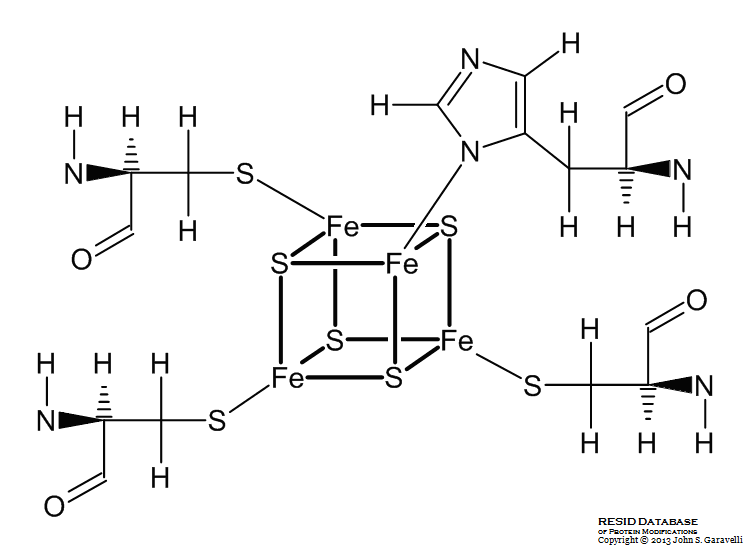 N H
H
H H H
O
N S N
N
H H
Fe S
H
S Fe
O
O
H
S Fe
H H H
Fe S
S N
N S
H H H
H
O
RESID DATABASE
OF PROTEIN MODIFICATIONS
Copyright © 2013 John S. Garavelli